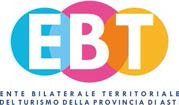 EBT
ENTE BILATERALE TERRITORIALE
DEL TURISMO DELLA PROVINCIA DI AST